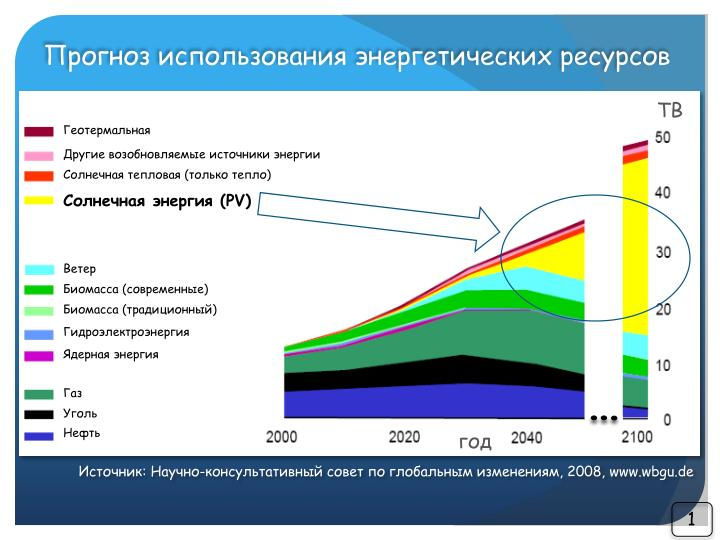 Прогноз использования энергетических ресурсов
ТВ
Геотермальная
Другие возобновляемые источники энергии
Солнечная тепловая (только тепло)
Солнечная энергия (PV)
Ветер
Биомасса (современные)
Биомасса (традиционный)
Гидроэлектроэнергия
Ядерная энергия
Газ
Уголь
Нефть
50
40
30
20
10
0
2000 2020 год 2040 2100
Источник: Научно-консультативный совет по глобальным изменениям, 2008, www.wbgu.de
1